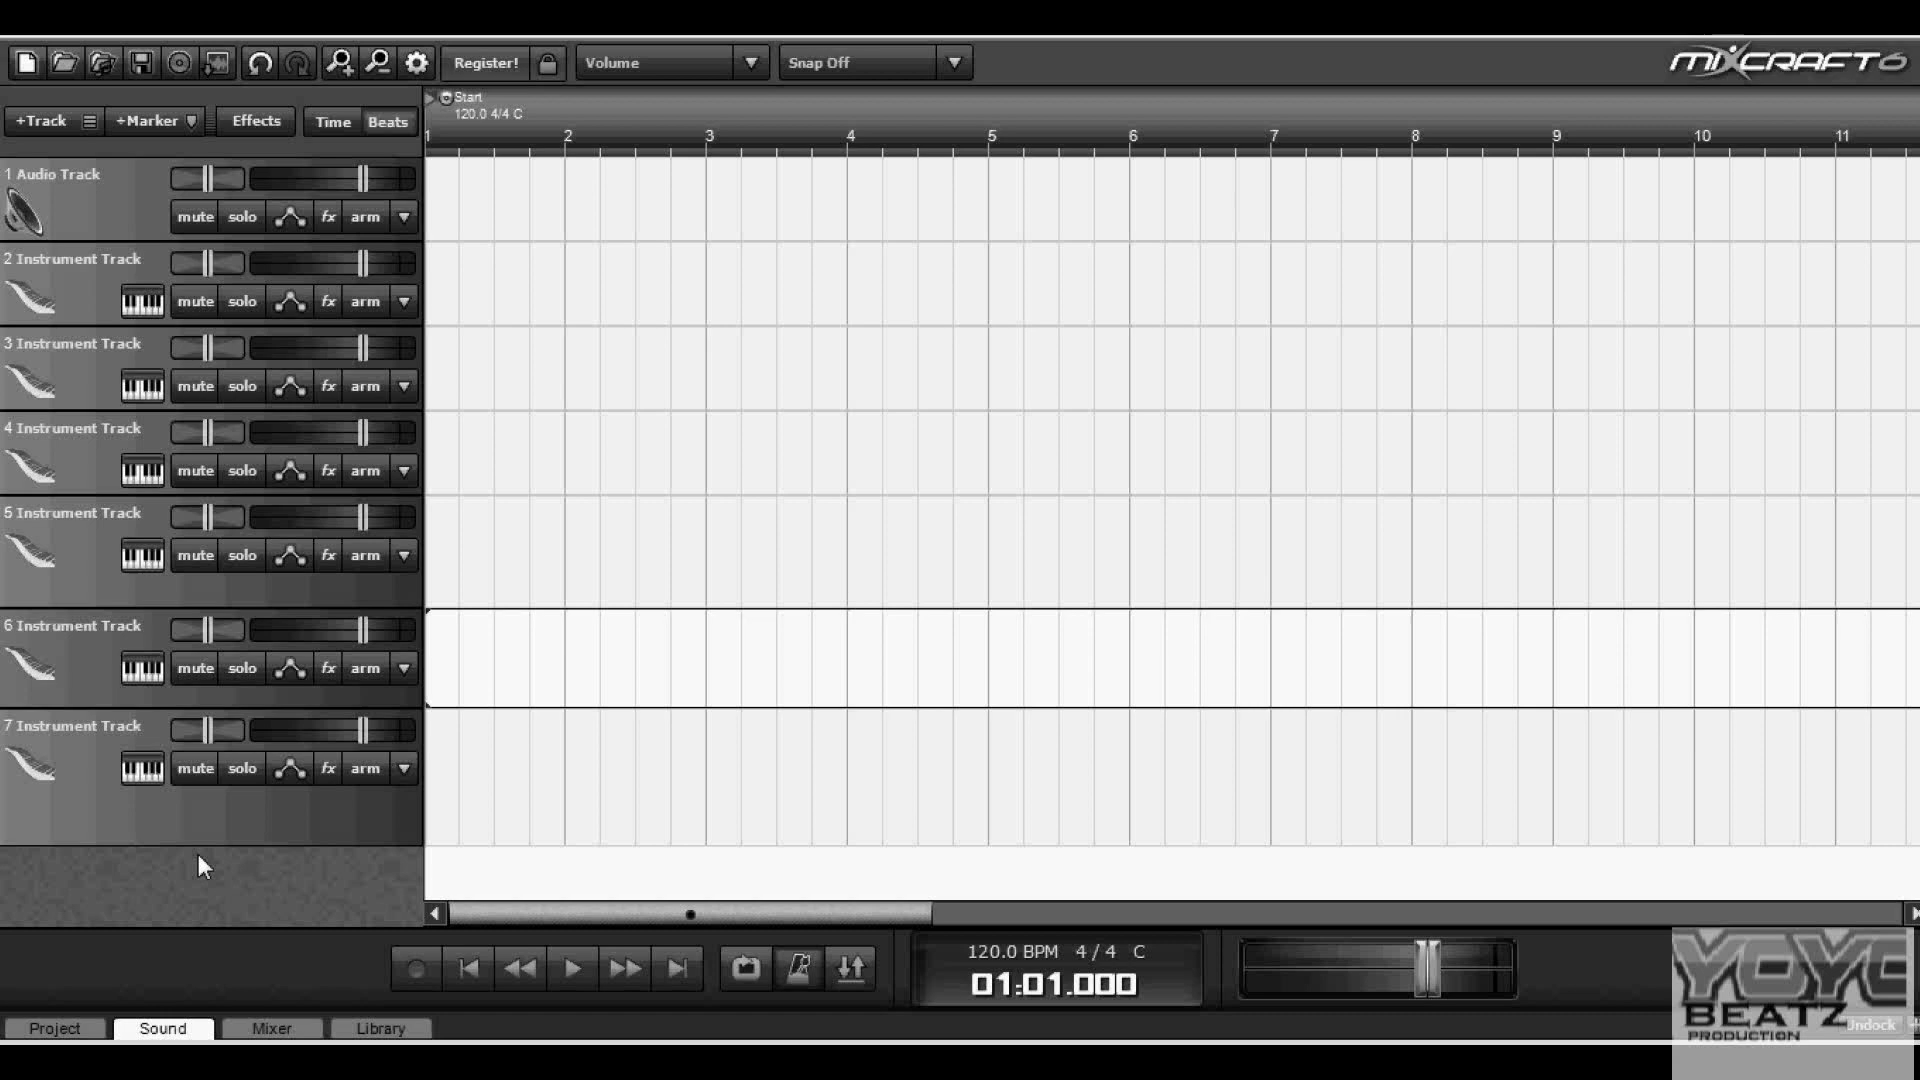 Register!
Volume
Snap Off
MIXCRAFT6
+Track
+Marker
Effects
Time
Beats
Start
120.0 4/4 C
1 2 3 4 5 6 7 8 9 10 11
1 Audio Track
mute solo fx arm
2 Instrument Track
mute solo fx arm
3 Instrument Track
mute solo fx arm
4 Instrument Track
mute solo fx arm
5 Instrument Track
mute solo fx arm
6 Instrument Track
mute solo fx arm
7 Instrument Track
mute solo fx arm
120.0 BPM 4 / 4 C
01:01.000
Project
Sound
Mixer
Library
YOYO
BEATZ
PRODUCTION
Undock